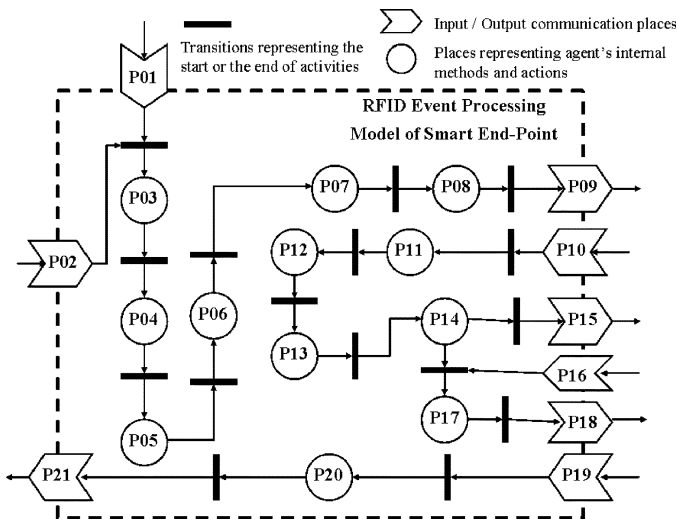 Transitions representing the
start or the end of activities
Input / Output communication places
Places representing agent's internal
methods and actions
P01
RFID Event Processing
Model of Smart End-Point
P03
P07
P08
P09
P02
P12
P11
P10
P04
P06
P13
P14
P15
P16
P05
P17
P18
P21
P20
P19